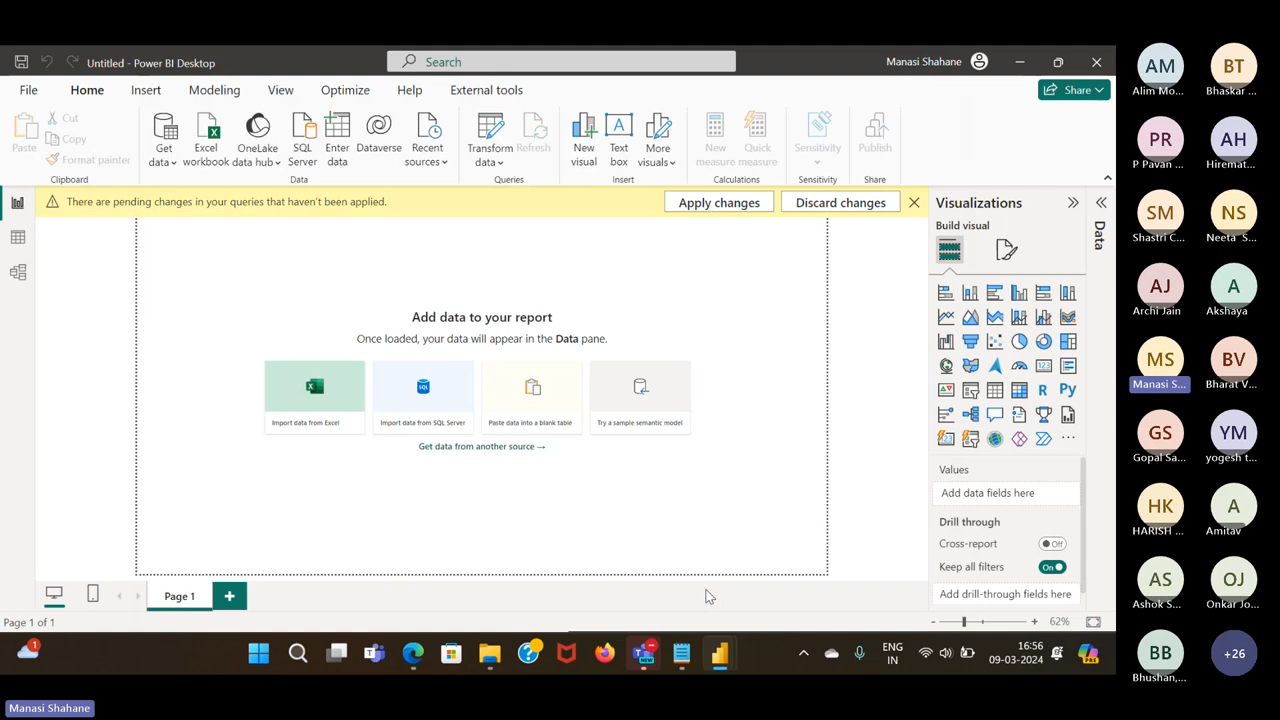 Untitled - Power BI Desktop
Search
Manasi Shahane
File Home Insert Modeling View Optimize Help External tools
Share
Paste
Cut
Copy
Format painter
Clipboard
Get data
Excel workbook
OneLake data hub
SQL Server
Enter data
Dataverse
Recent sources
Data
Transform data
Refresh
Queries
New visual
Text box
More visuals
Insert
New measure
Quick measure
Calculations
Sensitivity
Sensitivity
Publish
Share
There are pending changes in your queries that haven't been applied.
Apply changes
Discard changes
Add data to your report
Once loaded, your data will appear in the Data pane.
Import data from Excel
SQL
Import data from SQL Server
Paste data into a blank table
Try a sample semantic model
Get data from another source →
Visualizations
Build visual
Data
123
R
Py
Values
Add data fields here
Drill through
Cross-report
Off
Keep all filters
On
Add drill-through fields here
Page 1
+
Page 1 of 1
- + 62%
1
NEW
ENG
IN
16:56
09-03-2024
PRE
AM
Alim Mo...
BT
Bhaskar ...
PR
P Pavan ...
AH
Hiremat...
SM
Shastri C...
NS
Neeta S...
AJ
Archi Jain
A
Akshaya
MS
Manasi S...
BV
Bharat V...
GS
Gopal Sa...
YM
yogesh t...
HK
HARISH ...
A
Amitav
AS
Ashok S...
OJ
Onkar Jo...
BB
Bhushan,...
+26
Manasi Shahane